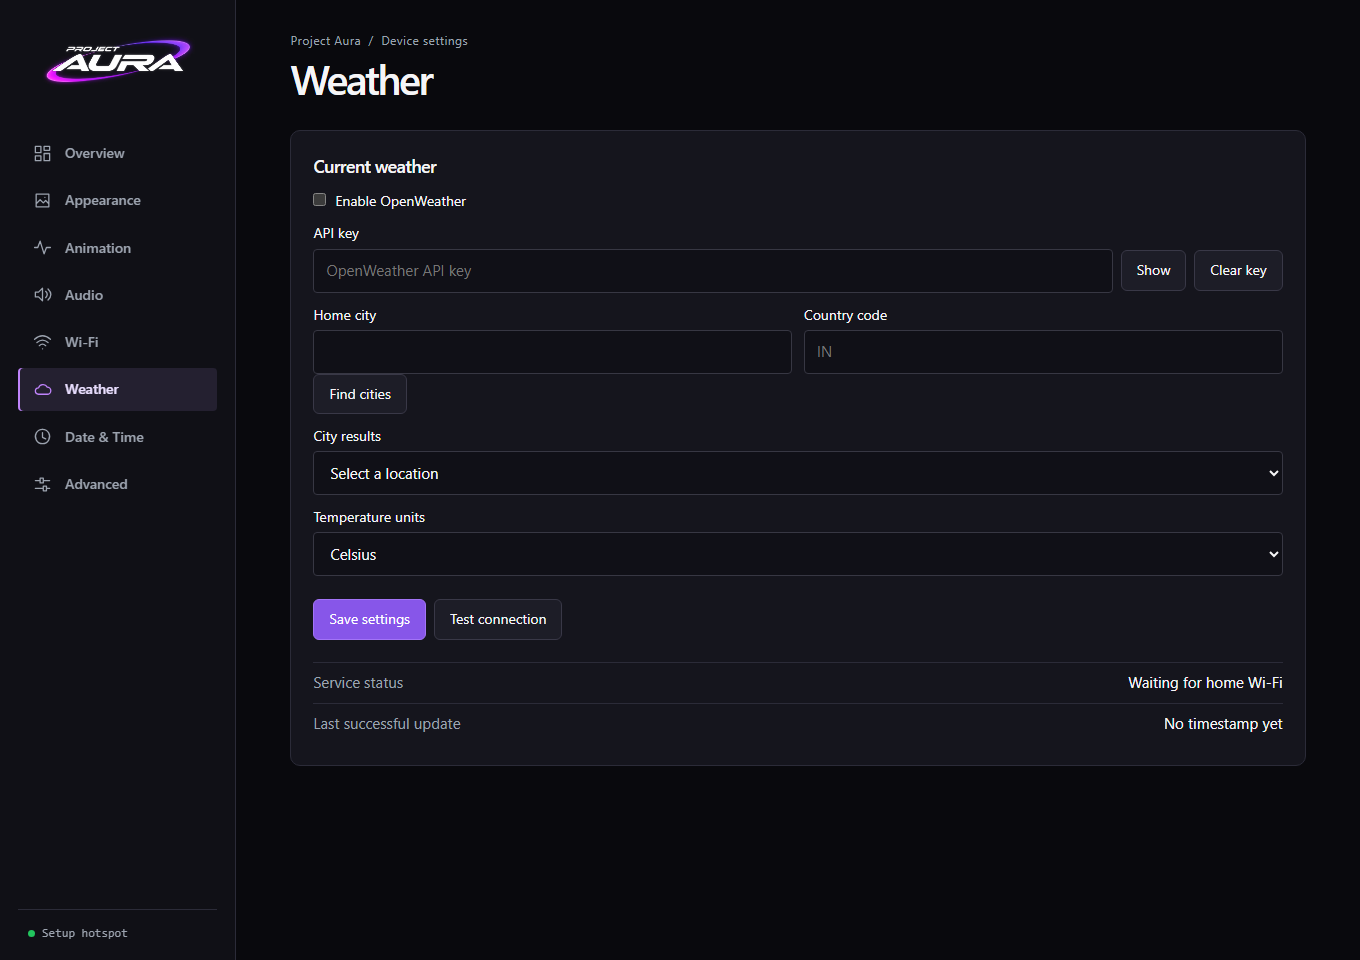 PROJECT
AURA
Overview
Appearance
Animation
Audio
Wi-Fi
Weather
Date & Time
Advanced
Setup hotspot
Project Aura / Device settings
Weather
Current weather
Enable OpenWeather
API key
OpenWeather API key
Show
Clear key
Home city
Country code
IN
Find cities
City results
Select a location
Temperature units
Celsius
Save settings
Test connection
Service status
Waiting for home Wi-Fi
Last successful update
No timestamp yet